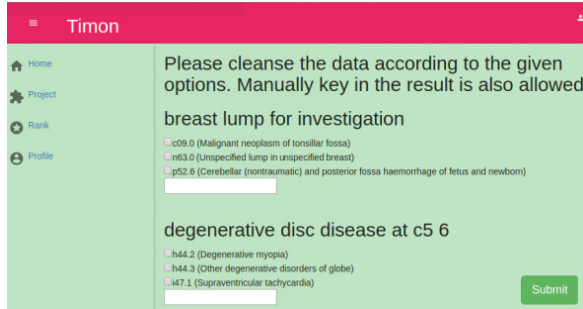 Timon
Home
Project
Rank
Profile
Please cleanse the data according to the given
options. Manually key in the result is also allowed
breast lump for investigation
c09.0 (Malignant neoplasm of tonsillar fossa)
n63.0 (Unspecified lump in unspecified breast)
p52.6 (Cerebellar (nontraumatic) and posterior fossa haemorrhage of fetus and newborn)
degenerative disc disease at c5 6
h44.2 (Degenerative myopia)
h44.3 (Other degenerative disorders of globe)
i47.1 (Supraventricular tachycardia)
Submit